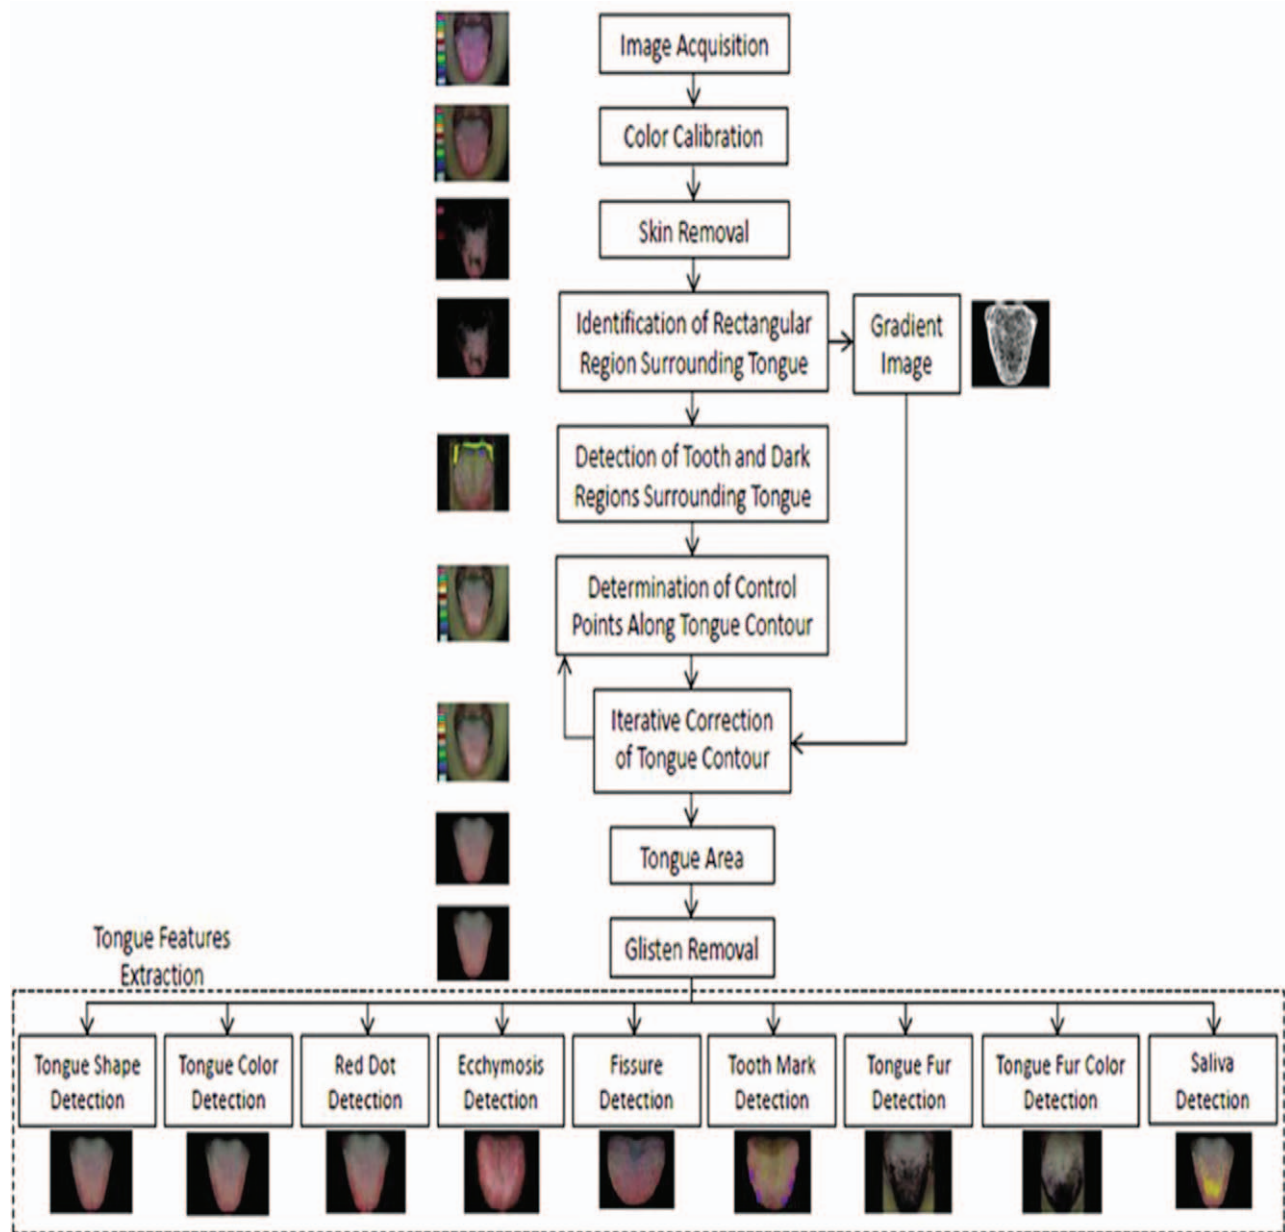 Image Acquisition
Color Calibration
Skin Removal
Identification of Rectangular
Region Surrounding Tongue
Gradient
Image
Detection of Tooth and Dark
Regions Surrounding Tongue
Determination of Control
Points Along Tongue Contour
Iterative Correction
of Tongue Contour
Tongue Area
Glisten Removal
Tongue Features
Extraction
Tongue Shape
Detection
Tongue Color
Detection
Red Dot
Detection
Ecchymosis
Detection
Fissure
Detection
Tooth Mark
Detection
Tongue Fur
Detection
Tongue Fur Color
Detection
Saliva
Detection